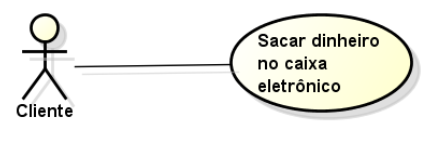 Sacar dinheiro
no caixa
eletrônico
Cliente